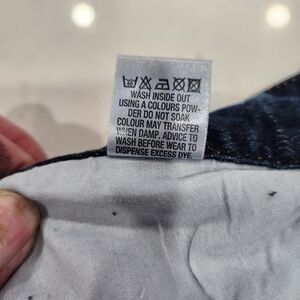 WASH INSIDE OUT
USING A COLOURS POW-
DER DO NOT SOAK
COLOUR MAY TRANSFER
WHEN DAMP. ADVICE TO
WASH BEFORE WEAR TO
DISPENSE EXCESS DYE.